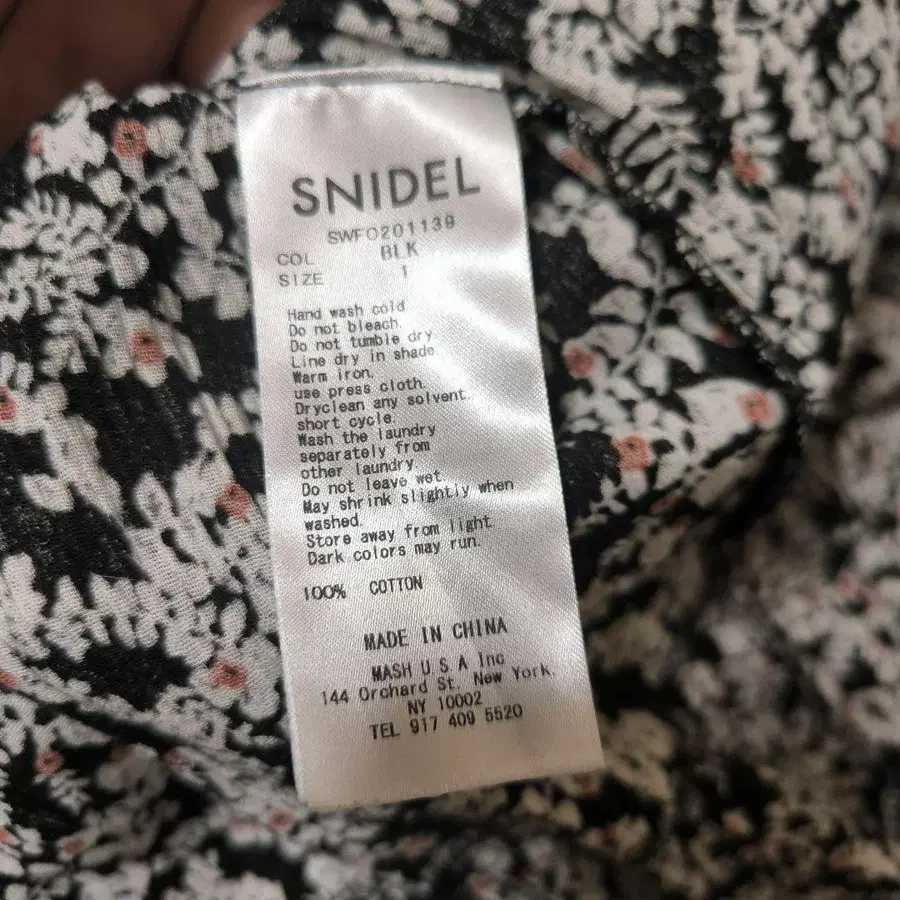 SNIDEL
SWFO201139
COL BLK
SIZE 1
Hand wash cold.
Do not bleach.
Do not tumble dry.
Line dry in shade.
Warm iron.
use press cloth.
Dryclean any solvent.
short cycle.
Wash the laundry
separately from
other laundry.
Do not leave wet.
May shrink slightly when
washed.
Store away from light.
Dark colors may run.
100% COTTON
MADE IN CHINA
MASH U.S.A Inc
144 Orchard St. New York.
NY 10002
TEL 917 409 5520